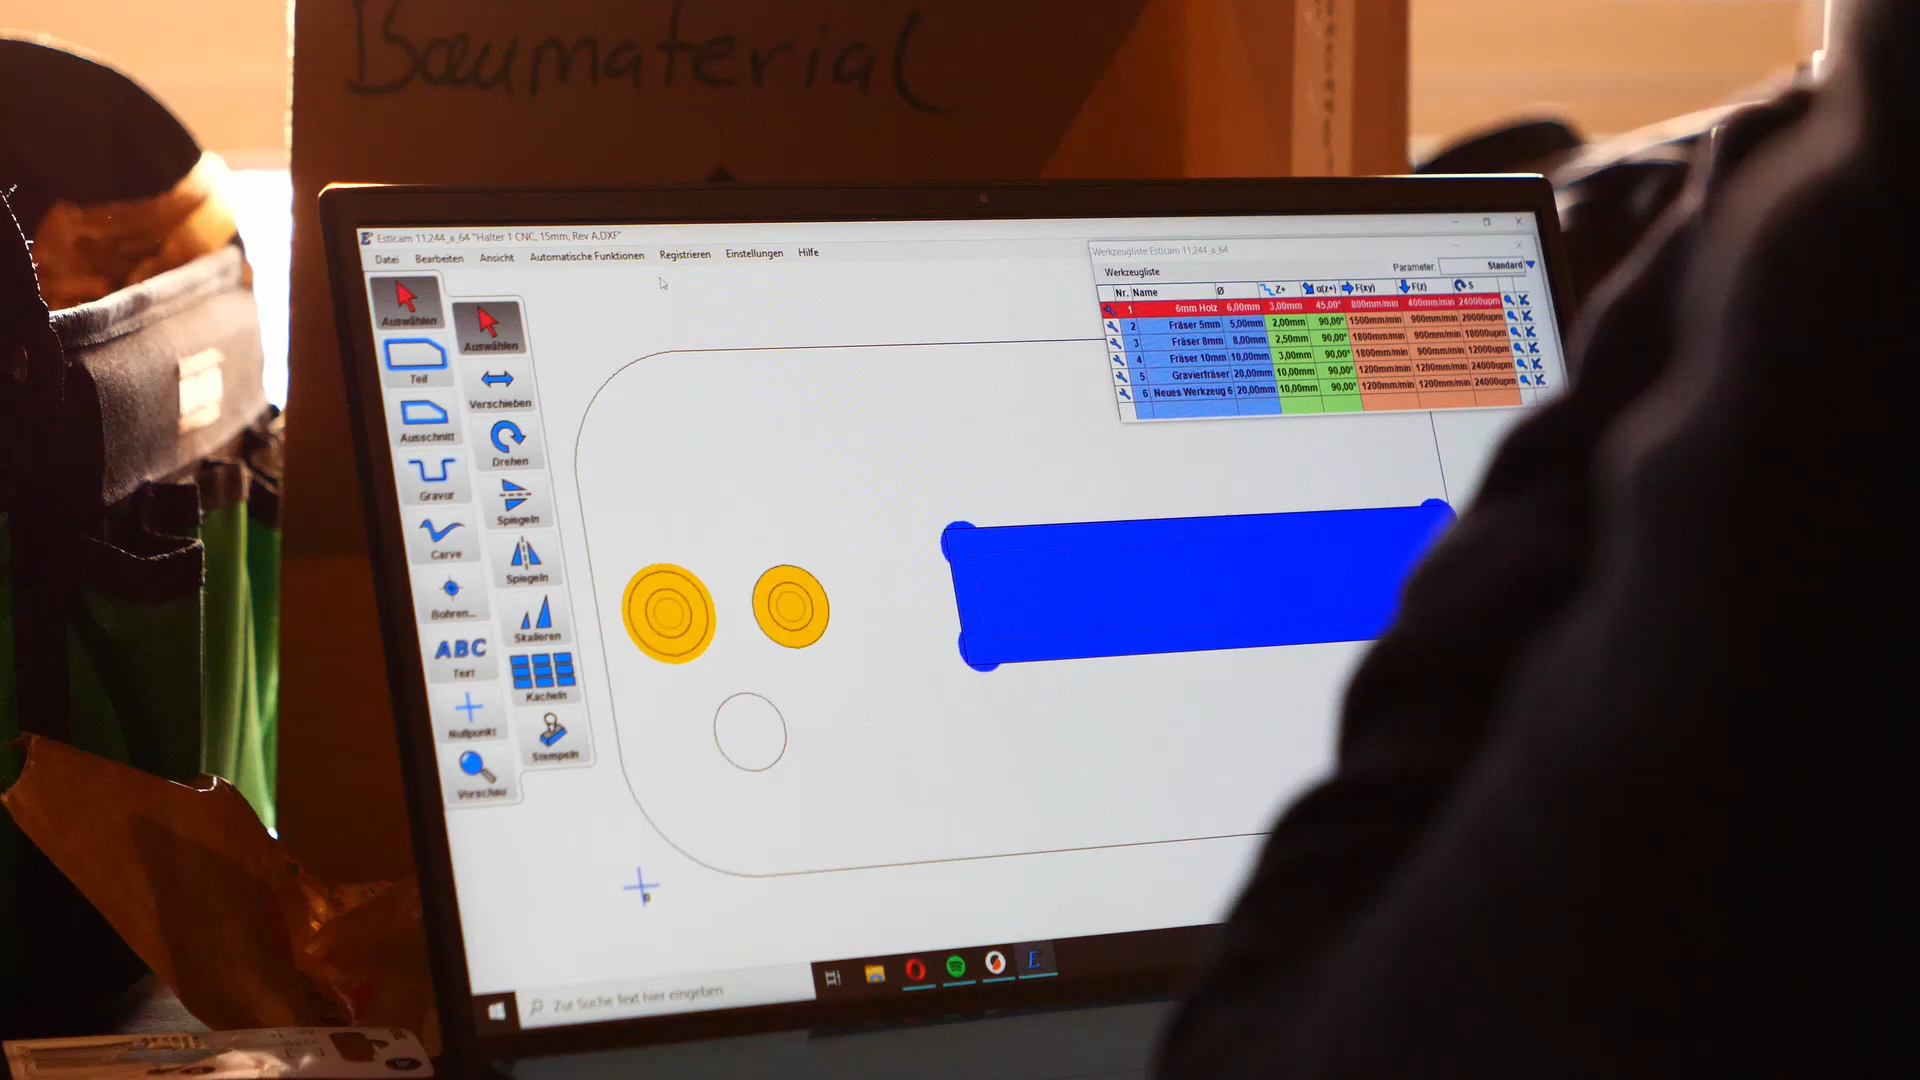 Baumaterial
Estlcam 11,244_a_64 "Halter 1 CNC, 15mm, Rev A.DXF"
Datei Bearbeiten Ansicht Automatische Funktionen Registrieren Einstellungen Hilfe
Werkzeugliste Estlcam 11,244_a_64
Werkzeugliste
Parameter: Standard
Nr. Name Ø Z+ α(z+) F(xy) F(z) S
1 6mm Holz 6,00mm 3,00mm 45,00° 800mm/min 400mm/min 24000upm
2 Fräser 5mm 5,00mm 2,00mm 90,00° 1500mm/min 900mm/min 20000upm
3 Fräser 8mm 8,00mm 2,50mm 90,00° 1800mm/min 900mm/min 18000upm
4 Fräser 10mm 10,00mm 3,00mm 90,00° 1800mm/min 900mm/min 12000upm
5 Gravierfräser 20,00mm 10,00mm 90,00° 1200mm/min 1200mm/min 24000upm
6 Neues Werkzeug 6 20,00mm 10,00mm 90,00° 1200mm/min 1200mm/min 24000upm
Auswählen
Teil
Ausschnitt
Gravur
Carve
Bohren...
ABC
Text
Nullpunkt
Vorschau
Auswählen
Verschieben
Drehen
Spiegeln
Spiegeln
Skalieren
Kacheln
Stempeln
Zur Suche Text hier eingeben